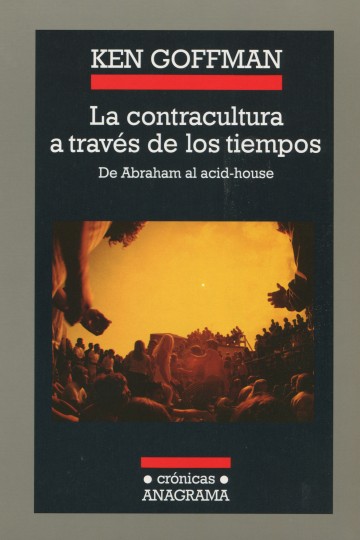 KEN GOFFMAN
La contracultura
a través de los tiempos
De Abraham al acid-house
• crónicas •
ANAGRAMA